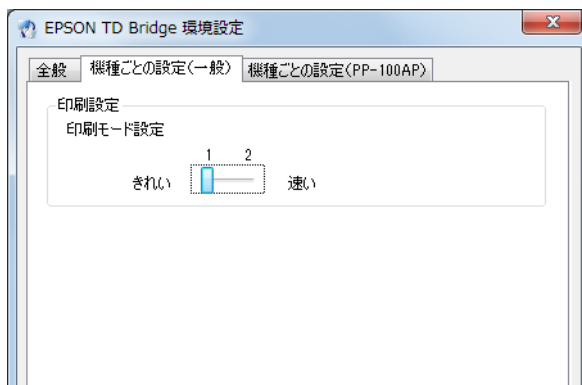 EPSON TD Bridge 環境設定
全般 機種ごとの設定(一般) 機種ごとの設定(PP-100AP)
印刷設定
印刷モード設定
1 2
きれい 速い